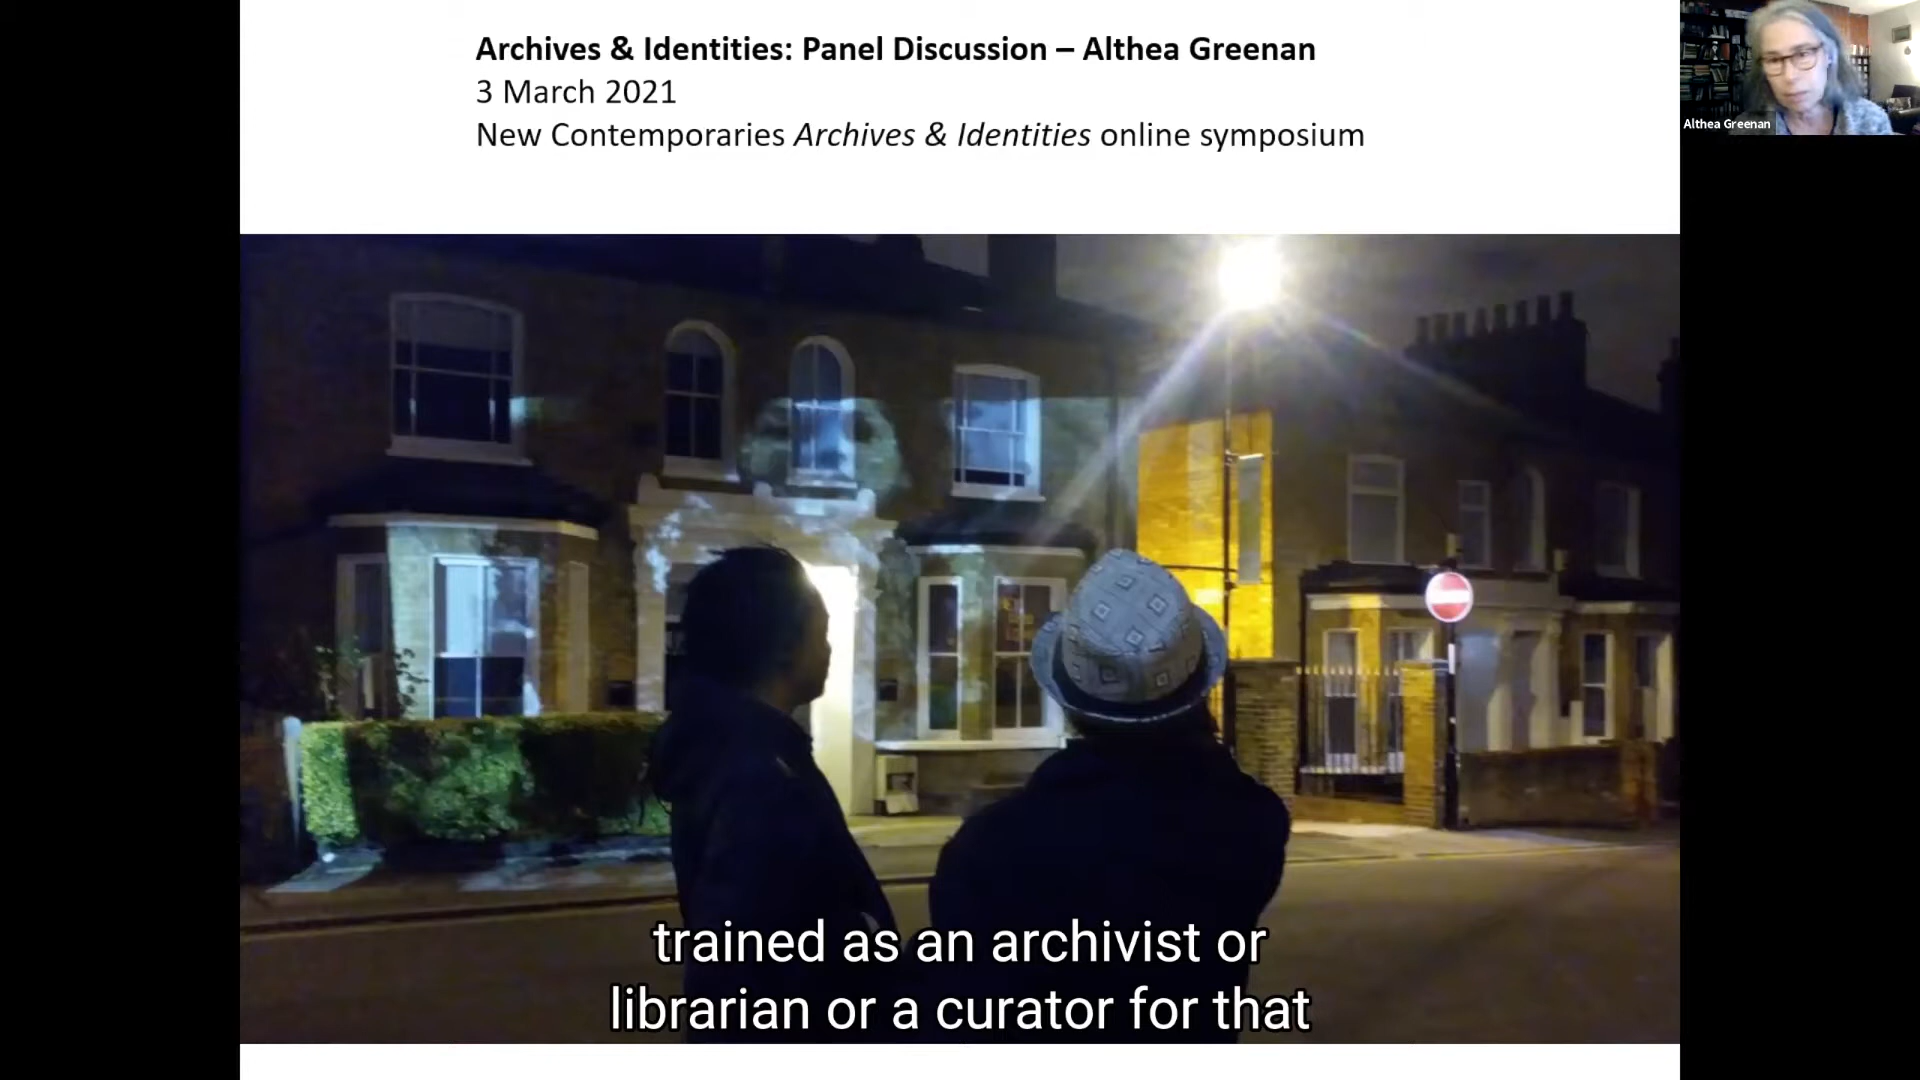 Archives & Identities: Panel Discussion – Althea Greenan
3 March 2021
New Contemporaries Archives & Identities online symposium
Althea Greenan
trained as an archivist or
librarian or a curator for that